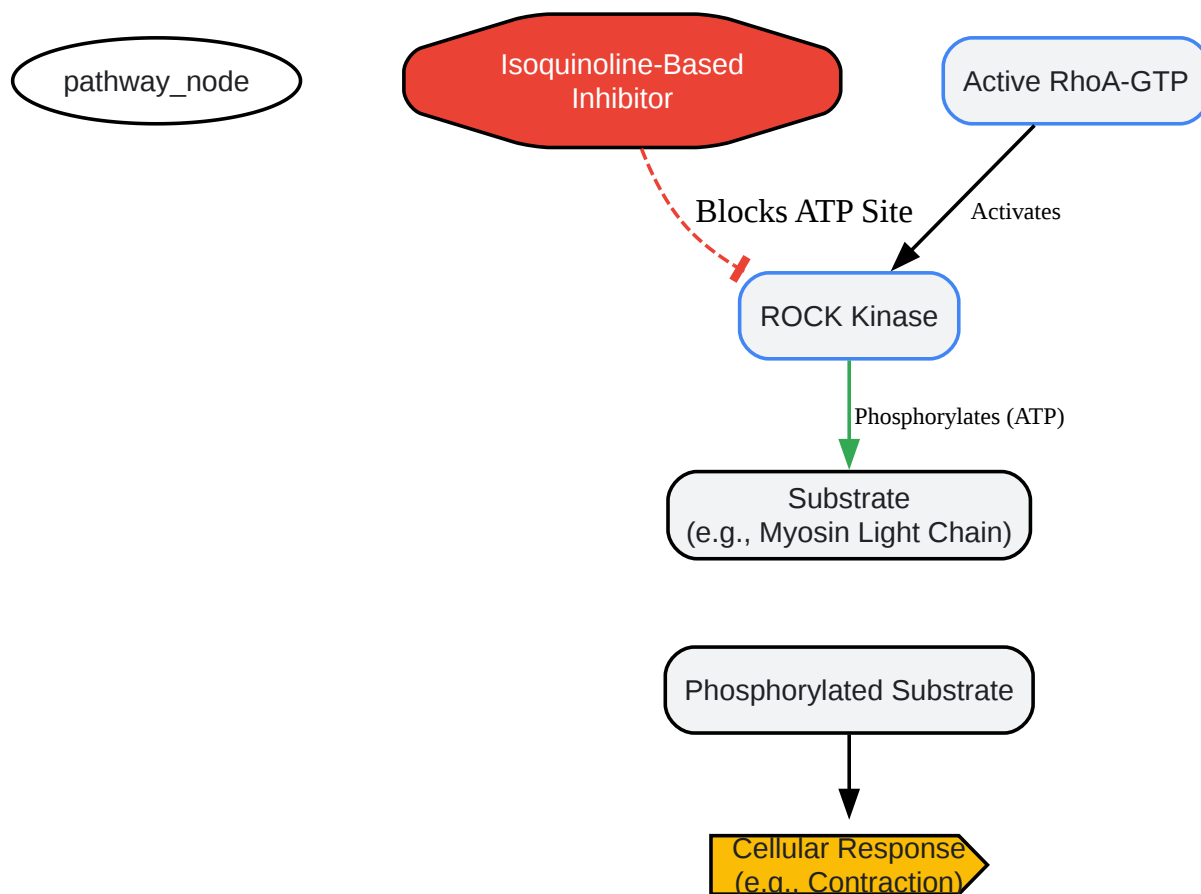 pathway_node
Isoquinoline-Based
Inhibitor
Active RhoA-GTP
Blocks ATP Site
Activates
ROCK Kinase
Phosphorylates (ATP)
Substrate
(e.g., Myosin Light Chain)
Phosphorylated Substrate
Cellular Response
(e.g., Contraction)